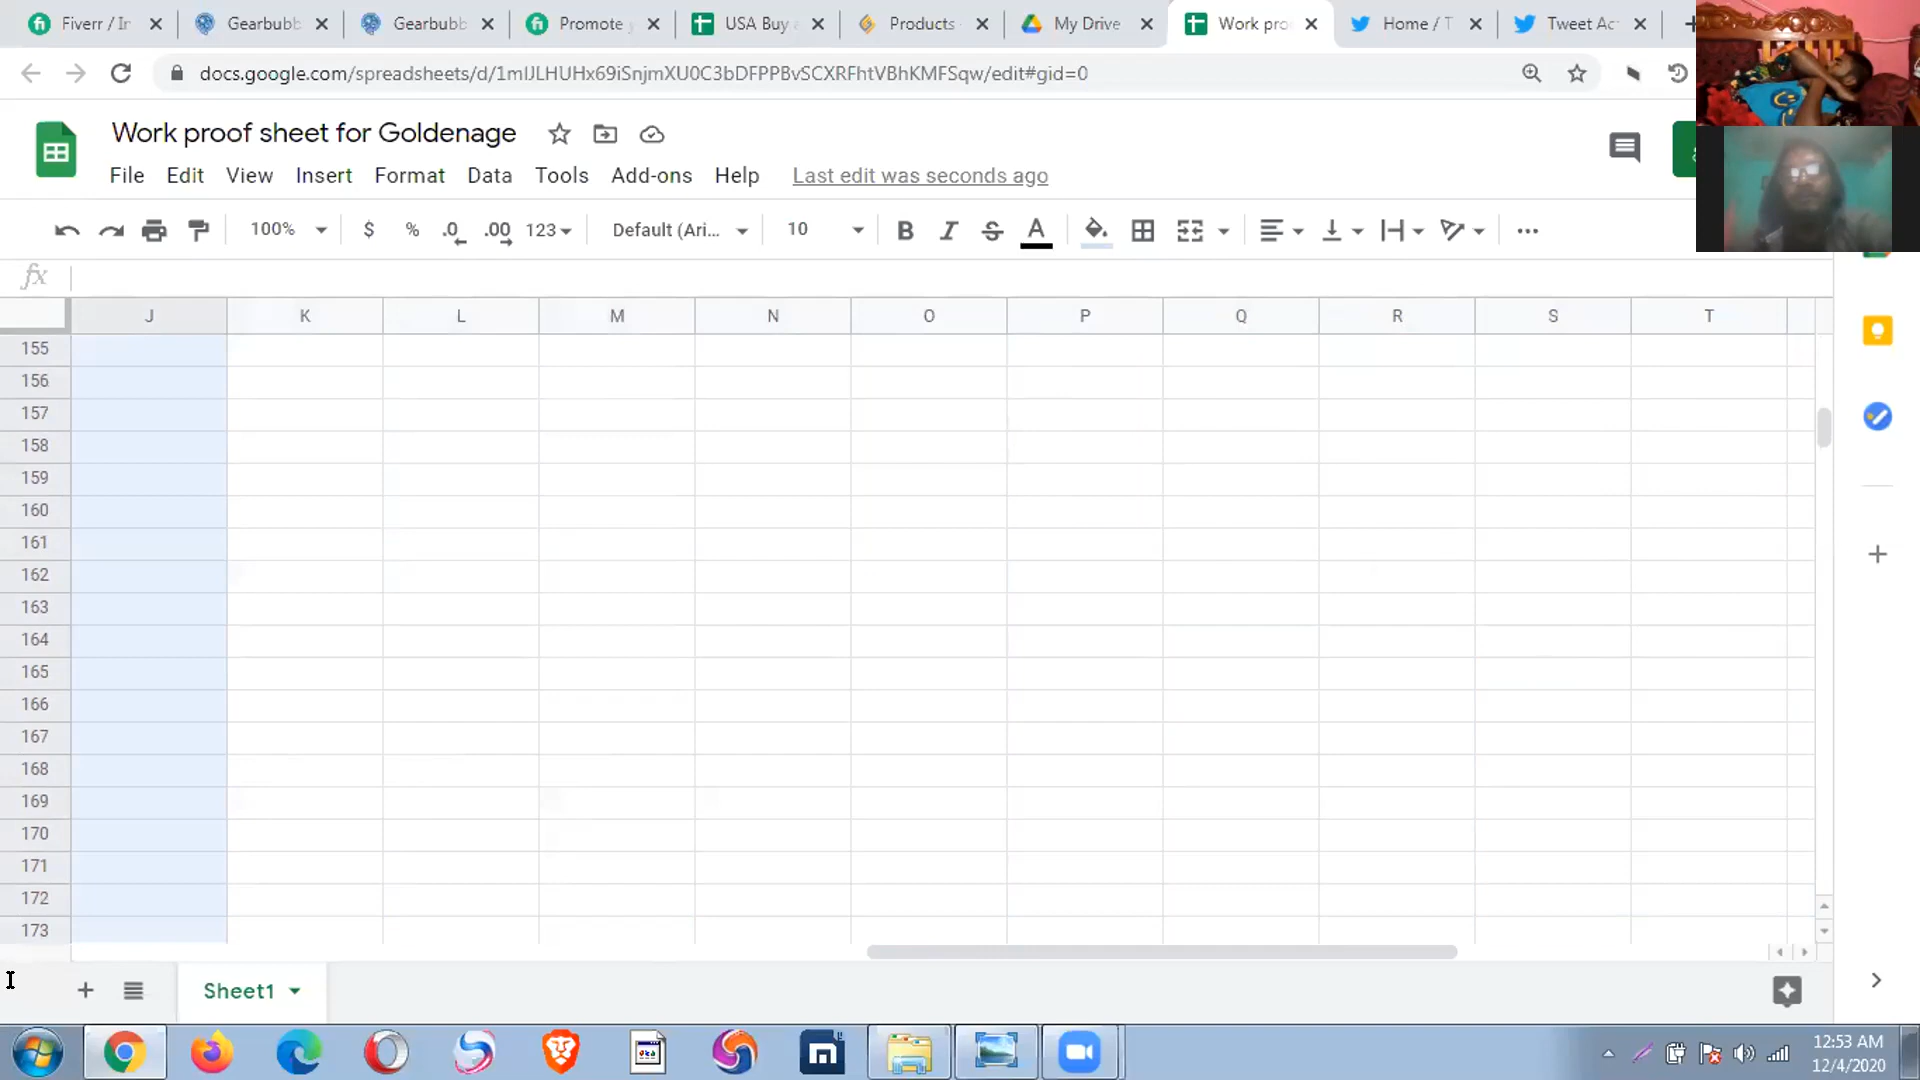 Fiverr / In
Gearbubb
Gearbubb
Promote y
USA Buy a
Products -
My Drive
Work pro
Home / T
Tweet Ac
docs.google.com/spreadsheets/d/1mIJLHUHx69iSnjmXU0C3bDFPPBvSCXRFhtVBhKMFSqw/edit#gid=0
Work proof sheet for Goldenage
File Edit View Insert Format Data Tools Add-ons Help Last edit was seconds ago
100% $ % .0 .00 123 Default (Ari... 10 B I S A
fx
J K L M N O P Q R S T
155
156
157
158
159
160
161
162
163
164
165
166
167
168
169
170
171
172
173
Sheet1
12:53 AM
12/4/2020